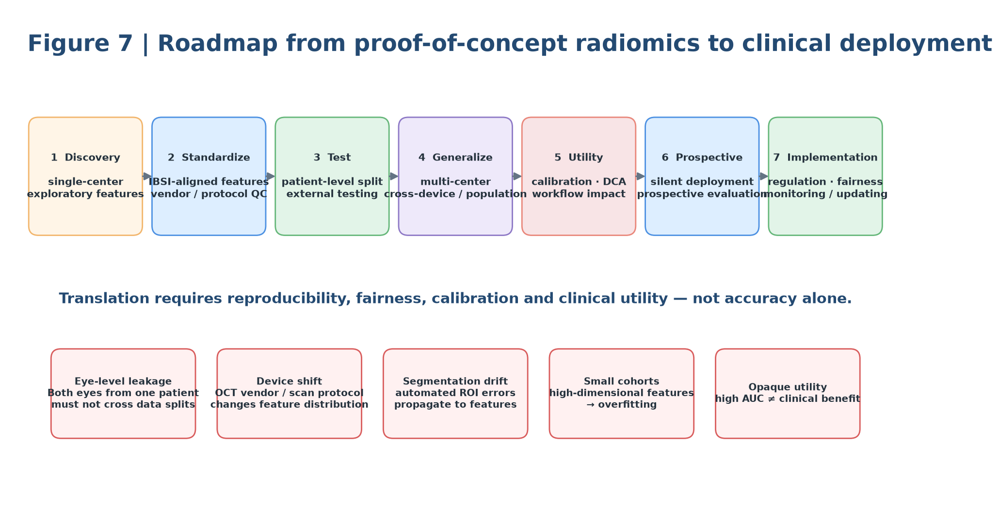 Figure 7 | Roadmap from proof-of-concept radiomics to clinical deployment
1 Discovery
single-center
exploratory features
2 Standardize
IBSI-aligned features
vendor / protocol QC
3 Test
patient-level split
external testing
4 Generalize
multi-center
cross-device / population
5 Utility
calibration · DCA
workflow impact
6 Prospective
silent deployment
prospective evaluation
7 Implementation
regulation · fairness
monitoring / updating
Translation requires reproducibility, fairness, calibration and clinical utility — not accuracy alone.
Eye-level leakage
Both eyes from one patient
must not cross data splits
Device shift
OCT vendor / scan protocol
changes feature distribution
Segmentation drift
automated ROI errors
propagate to features
Small cohorts
high-dimensional features
→ overfitting
Opaque utility
high AUC ≠ clinical benefit